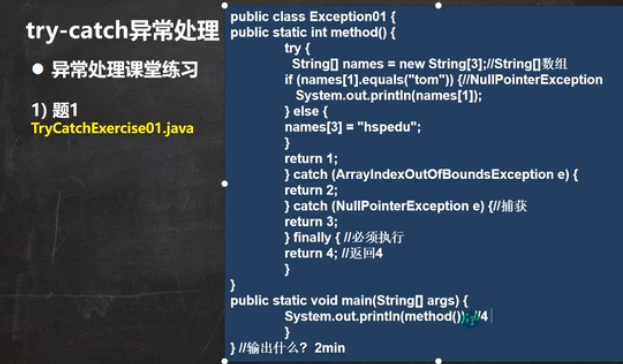 try-catch异常处理
● 异常处理课堂练习
1) 题1
TryCatchExercise01.java
public class Exception01 {
public static int method() {
try {
String[] names = new String[3];//String[]数组
if (names[1].equals("tom")) {//NullPointerException
System.out.println(names[1]);
} else {
names[3] = "hspedu";
}
return 1;
} catch (ArrayIndexOutOfBoundsException e) {
return 2;
} catch (NullPointerException e) {//捕获
return 3;
} finally { //必须执行
return 4; //返回4
}
}
public static void main(String[] args) {
System.out.println(method()); //4
}
} //输出什么? 2min